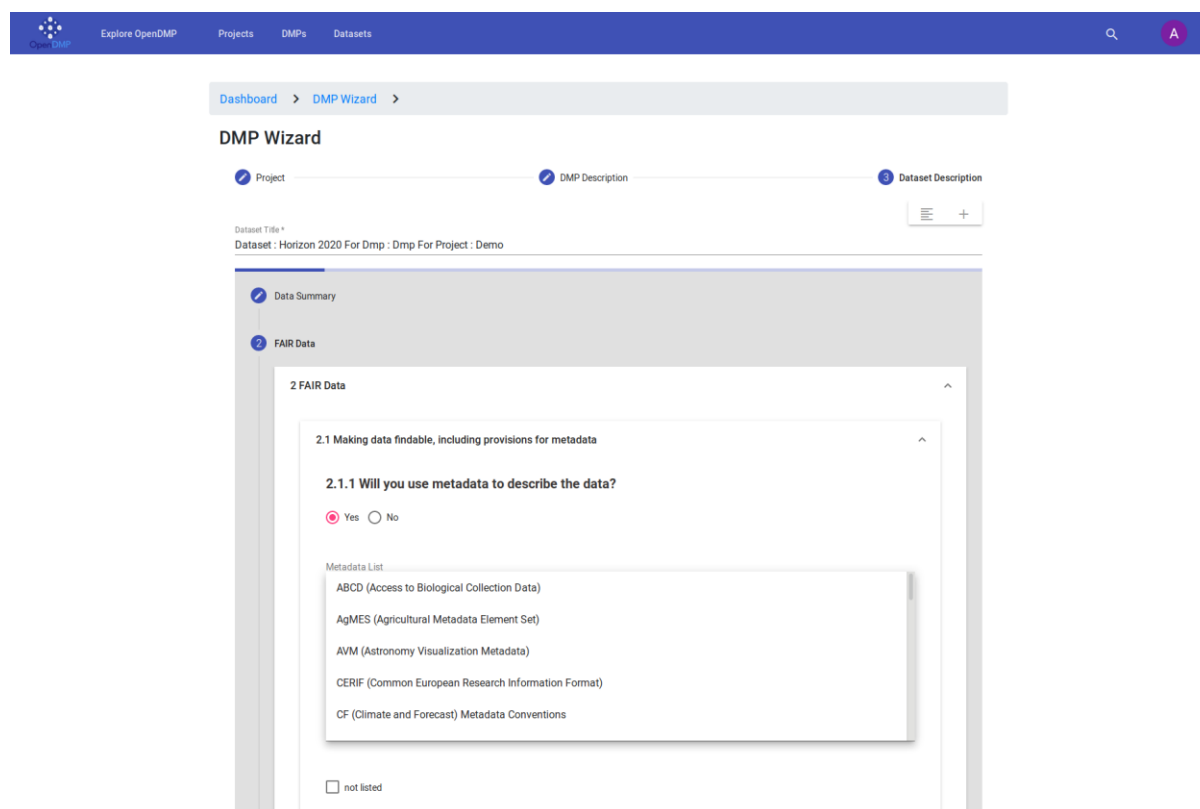 OpenDMP
Explore OpenDMP
Projects
DMPs
Datasets
A
Dashboard > DMP Wizard >
DMP Wizard
Project
DMP Description
3 Dataset Description
Dataset Title *
Dataset : Horizon 2020 For Dmp : Dmp For Project : Demo
Data Summary
2 FAIR Data
2 FAIR Data
2.1 Making data findable, including provisions for metadata
2.1.1 Will you use metadata to describe the data?
Yes No
Metadata List
ABCD (Access to Biological Collection Data)
AgMES (Agricultural Metadata Element Set)
AVM (Astronomy Visualization Metadata)
CERIF (Common European Research Information Format)
CF (Climate and Forecast) Metadata Conventions
not listed